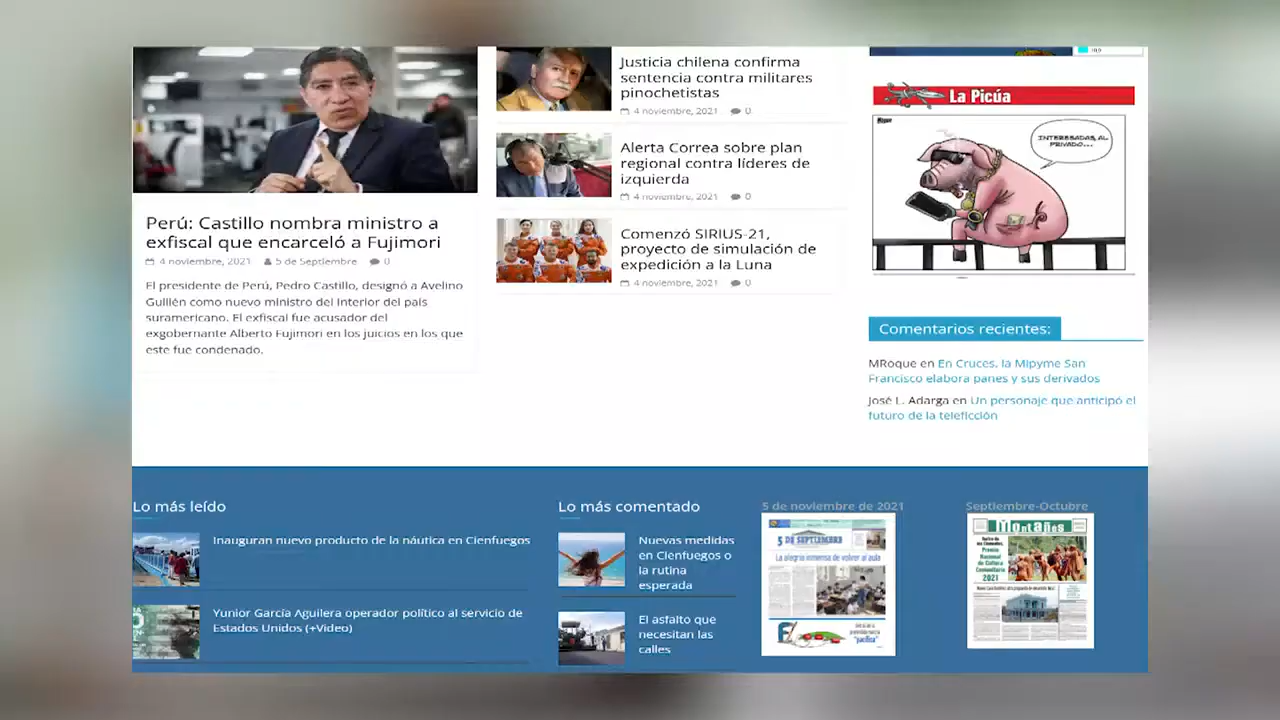 Perú: Castillo nombra ministro a
exfiscal que encarceló a Fujimori
4 noviembre, 2021 5 de Septiembre 0
El presidente de Perú, Pedro Castillo, designó a Avelino
Guillén como nuevo ministro del Interior del país
suramericano. El exfiscal fue acusador del
exgobernante Alberto Fujimori en los juicios en los que
este fue condenado.
Justicia chilena confirma
sentencia contra militares
pinochetistas
4 noviembre, 2021 0
Alerta Correa sobre plan
regional contra líderes de
izquierda
4 noviembre, 2021 0
Comenzó SIRIUS-21,
proyecto de simulación de
expedición a la Luna
4 noviembre, 2021 0
La Picúa
INTERESADAS, AL
PRIVADO...
Comentarios recientes:
MRoque en En Cruces, la Mipyme San
Francisco elabora panes y sus derivados
José L. Adarga en Un personaje que anticipó el
futuro de la teleficción
Lo más leído
Inauguran nuevo producto de la náutica en Cienfuegos
Yunior García Aguilera operador político al servicio de
Estados Unidos (+Video)
Lo más comentado
Nuevas medidas
en Cienfuegos o
la rutina
esperada
El asfalto que
necesitan las
calles
5 de noviembre de 2021
5 DE SEPTIEMBRE
La alegría inmensa de volver al aula
Septiembre-Octubre
Montañes
Premio
Nacional
de Cultura
Comunitaria
2021